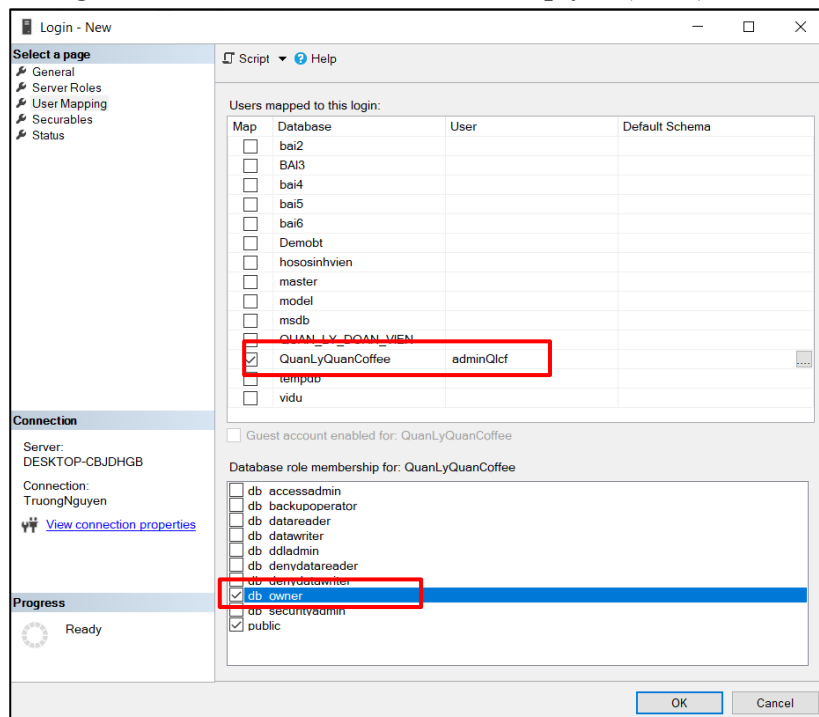 Login - New
Select a page
General
Server Roles
User Mapping
Securables
Status
Script Help
Users mapped to this login:
Map Database User Default Schema
bai2
BAI3
bai4
bai5
bai6
Demobt
hososinhvien
master
model
msdb
QUAN_LY_DOAN_VIEN
QuanLyQuanCoffee adminQlcf
....
tempdb
vidu
Guest account enabled for: QuanLyQuanCoffee
Database role membership for: QuanLyQuanCoffee
db_accessadmin
db_backupoperator
db_datareader
db_datawriter
db_ddladmin
db_denydatareader
db_denydatawriter
db_owner
db_securityadmin
public
Connection
Server:
DESKTOP-CBJDHGB
Connection:
TruongNguyen
View connection properties
Progress
Ready
OK Cancel